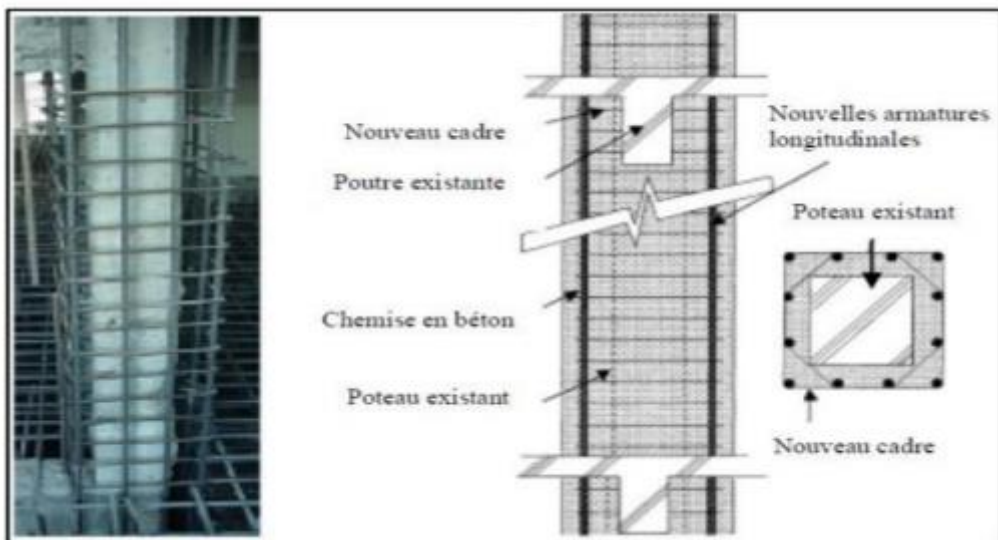 Nouveau cadre
Poutre existante
Nouvelles armatures
longitudinales
Poteau existant
Chemise en béton
Poteau existant
Nouveau cadre